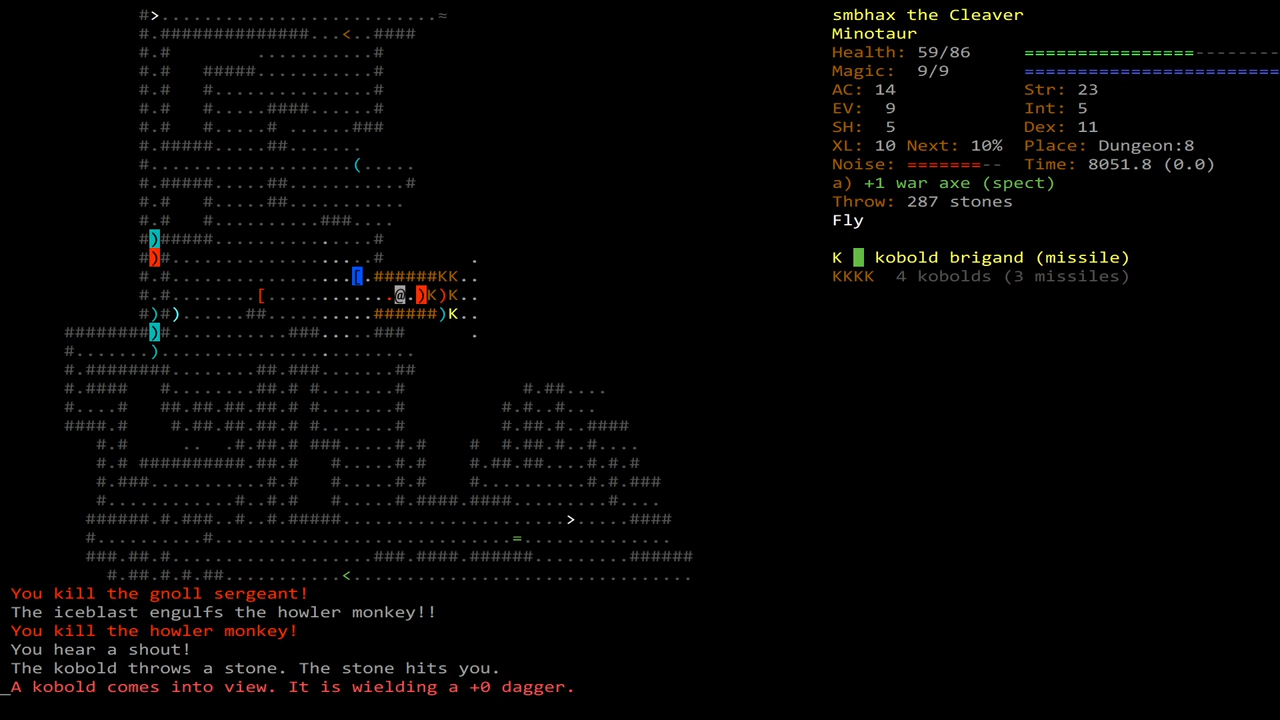 smbhax the Cleaver
Minotaur
Health: 59/86 ================--------
Magic: 9/9 ========================
AC: 14 Str: 23
EV: 9 Int: 5
SH: 5 Dex: 11
XL: 10 Next: 10% Place: Dungeon:8
Noise: =======-- Time: 8051.8 (0.0)
a) +1 war axe (spect)
Throw: 287 stones
Fly
K kobold brigand (missile)
KKKK 4 kobolds (3 missiles)
You kill the gnoll sergeant!
The iceblast engulfs the howler monkey!!
You kill the howler monkey!
You hear a shout!
The kobold throws a stone. The stone hits you.
_A kobold comes into view. It is wielding a +0 dagger.